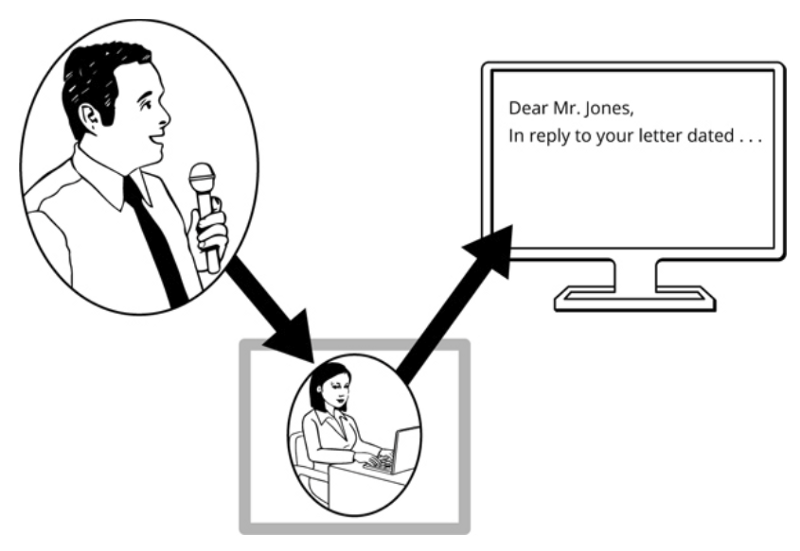 Dear Mr. Jones,
In reply to your letter dated . . .